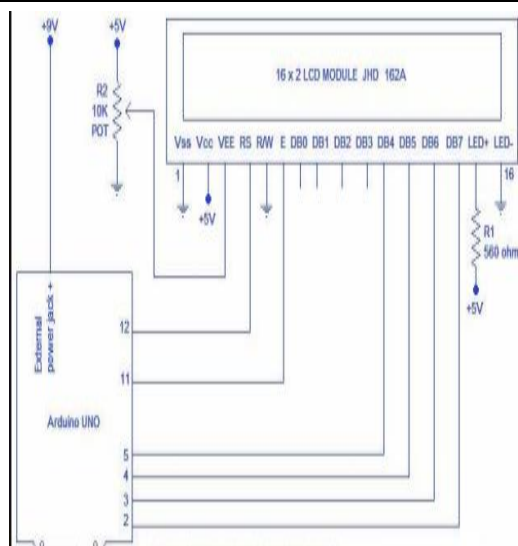 +9V
+5V
R2
10K
POT
16 x 2 LCD MODULE JHD 162A
Vss Vcc VEE RS R/W E DB0 DB1 DB2 DB3 DB4 DB5 DB6 DB7 LED+ LED-
1
16
+5V
R1
560 ohm
+5V
External
power jack +
12
11
Arduino UNO
5
4
3
2